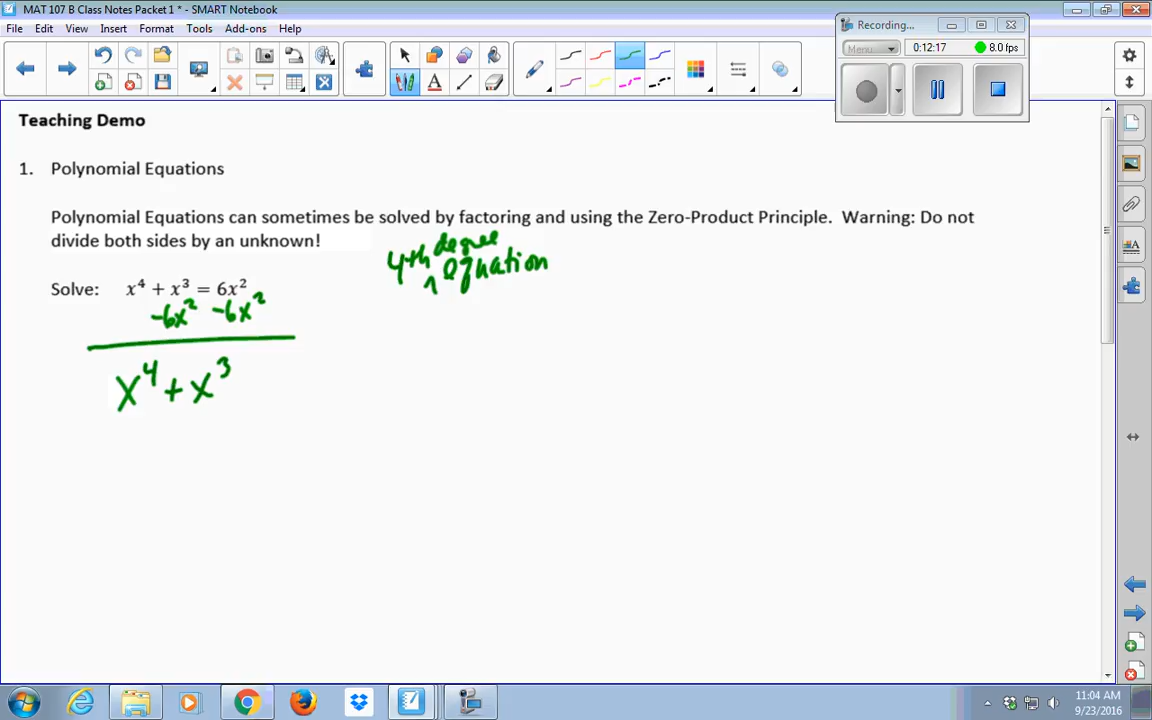 MAT 107 B Class Notes Packet 1 * - SMART Notebook
File Edit View Insert Format Tools Add-ons Help
Recording...
Menu 0:12:17 8.0 fps
Teaching Demo
1. Polynomial Equations
Polynomial Equations can sometimes be solved by factoring and using the Zero-Product Principle. Warning: Do not
divide both sides by an unknown!
4th degree equation
Solve: x⁴ + x³ = 6x²
-6x² -6x²
x⁴ + x³
11:04 AM
9/23/2016